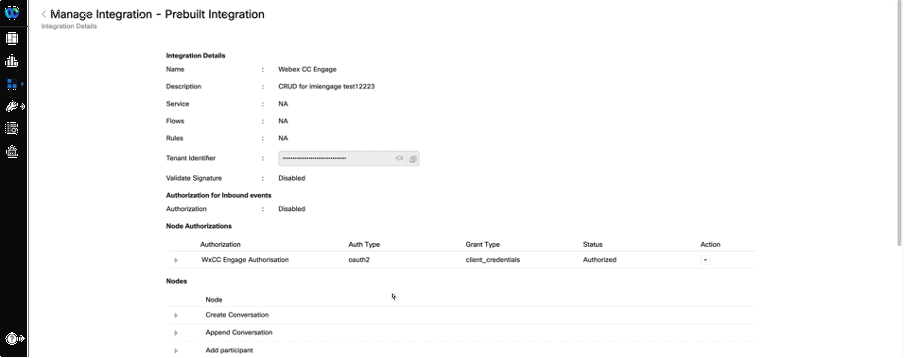 Manage Integration - Prebuilt Integration
Integration Details
Integration Details
Name : Webex CC Engage
Description : CRUD for imiengage test12223
Service : NA
Flows : NA
Rules : NA
Tenant Identifier : ••••••••••••••••••••••••••••••
Validate Signature : Disabled
Authorization for Inbound events
Authorization : Disabled
Node Authorizations
Authorization Auth Type Grant Type Status Action
WxCC Engage Authorisation oauth2 client_credentials Authorized
Nodes
Node
Create Conversation
Append Conversation
Add participant